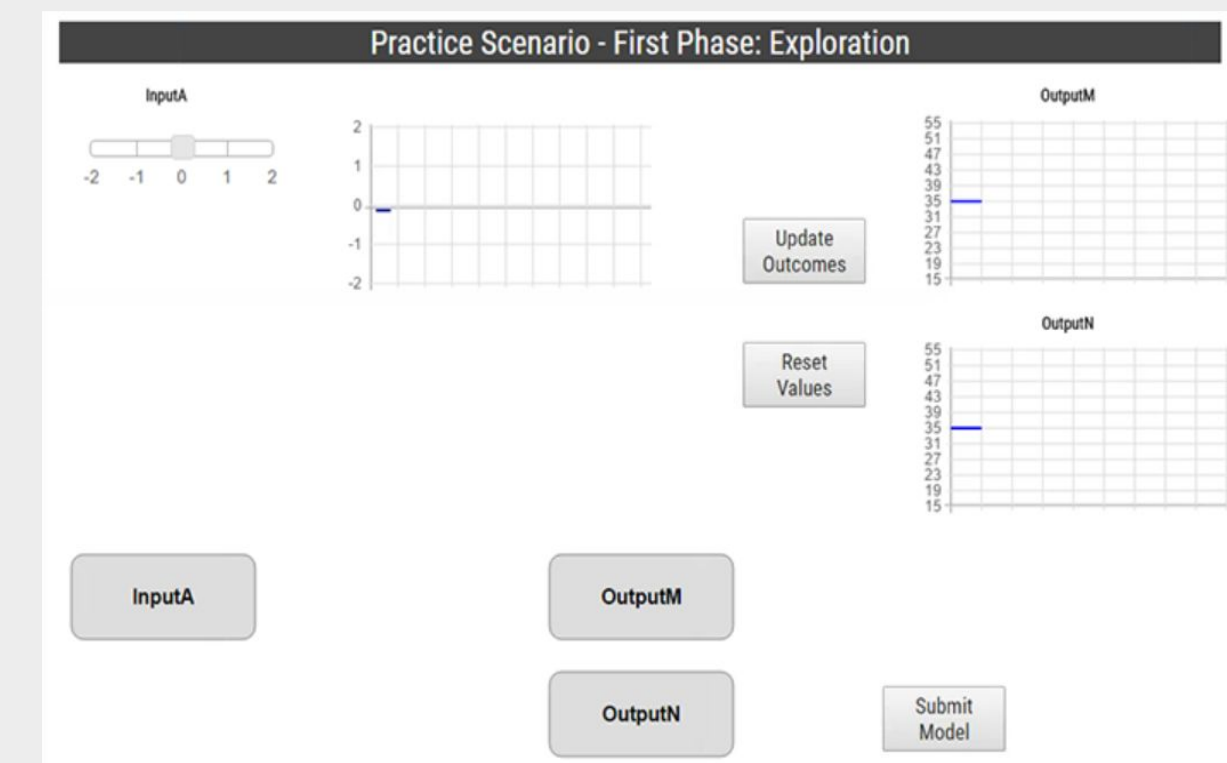 Practice Scenario - First Phase: Exploration
InputA
-2 -1 0 1 2
2
1
0
-1
-2
Update
Outcomes
OutputM
55
51
47
43
39
35
31
27
23
19
15
Reset
Values
OutputN
55
51
47
43
39
35
31
27
23
19
15
InputA
OutputM
OutputN
Submit
Model